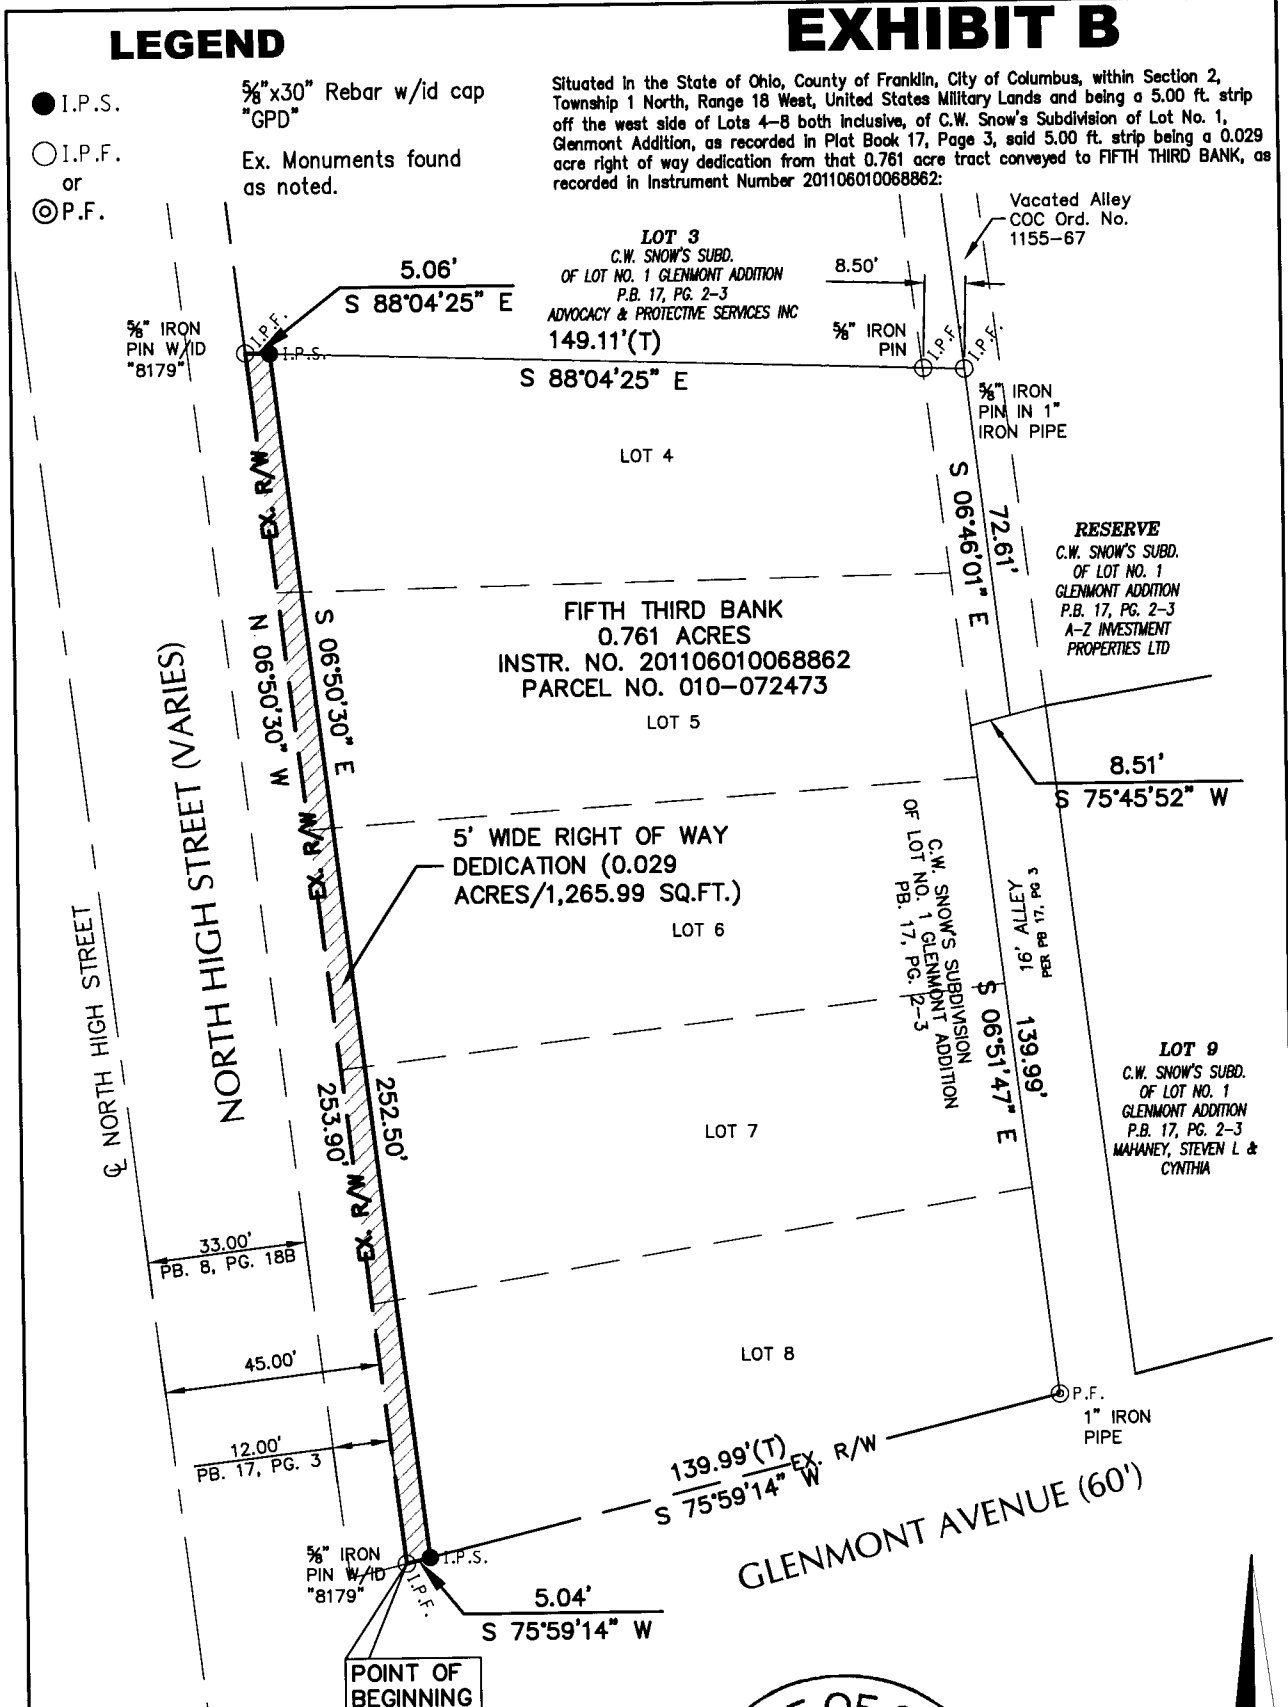 LEGEND
EXHIBIT B
I.P.S.
I.P.F.
or
P.F.
⅝"x30" Rebar w/id cap
"GPD"
Ex. Monuments found
as noted.
Situated in the State of Ohio, County of Franklin, City of Columbus, within Section 2,
Township 1 North, Range 18 West, United States Military Lands and being a 5.00 ft. strip
off the west side of Lots 4-8 both inclusive, of C.W. Snow's Subdivision of Lot No. 1,
Glenmont Addition, as recorded in Plat Book 17, Page 3, said 5.00 ft. strip being a 0.029
acre right of way dedication from that 0.761 acre tract conveyed to FIFTH THIRD BANK, as
recorded in Instrument Number 201106010068862:
Vacated Alley
COC Ord. No.
1155-67
LOT 3
C.W. SNOW'S SUBD.
OF LOT NO. 1 GLENMONT ADDITION
P.B. 17, PG. 2-3
ADVOCACY & PROTECTIVE SERVICES INC
5.06'
S 88°04'25" E
8.50'
149.11'(T)
S 88°04'25" E
⅝" IRON
PIN W/ID
"8179"
I.P.F.
I.P.S.
⅝" IRON
PIN
I.P.F.
I.P.F.
⅝" IRON
PIN IN 1"
IRON PIPE
LOT 4
EX. R/W
S 06°46'01" E
72.61'
RESERVE
C.W. SNOW'S SUBD.
OF LOT NO. 1
GLENMONT ADDITION
P.B. 17, PG. 2-3
A-Z INVESTMENT
PROPERTIES LTD
FIFTH THIRD BANK
0.761 ACRES
INSTR. NO. 201106010068862
PARCEL NO. 010-072473
LOT 5
N 06°50'30" W
S 06°50'30" E
NORTH HIGH STREET (VARIES)
8.51'
S 75°45'52" W
EX. R/W
5' WIDE RIGHT OF WAY
DEDICATION (0.029
ACRES/1,265.99 SQ.FT.)
LOT 6
C.W. SNOW'S SUBDIVISION
OF LOT NO. 1 GLENMONT ADDITION
PB. 17, PG. 2-3
16' ALLEY
PER PB 17, PG 3
S 06°51'47" E
139.99'
℄ NORTH HIGH STREET
253.90'
252.50'
LOT 7
LOT 9
C.W. SNOW'S SUBD.
OF LOT NO. 1
GLENMONT ADDITION
P.B. 17, PG. 2-3
MAHANEY, STEVEN L &
CYNTHIA
EX. R/W
33.00'
PB. 8, PG. 18B
45.00'
LOT 8
12.00'
PB. 17, PG. 3
P.F.
1" IRON
PIPE
139.99'(T)
S 75°59'14" W
EX. R/W
GLENMONT AVENUE (60')
⅝" IRON
PIN W/ID
"8179"
I.P.S.
I.P.F.
5.04'
S 75°59'14" W
POINT OF
BEGINNING
OF